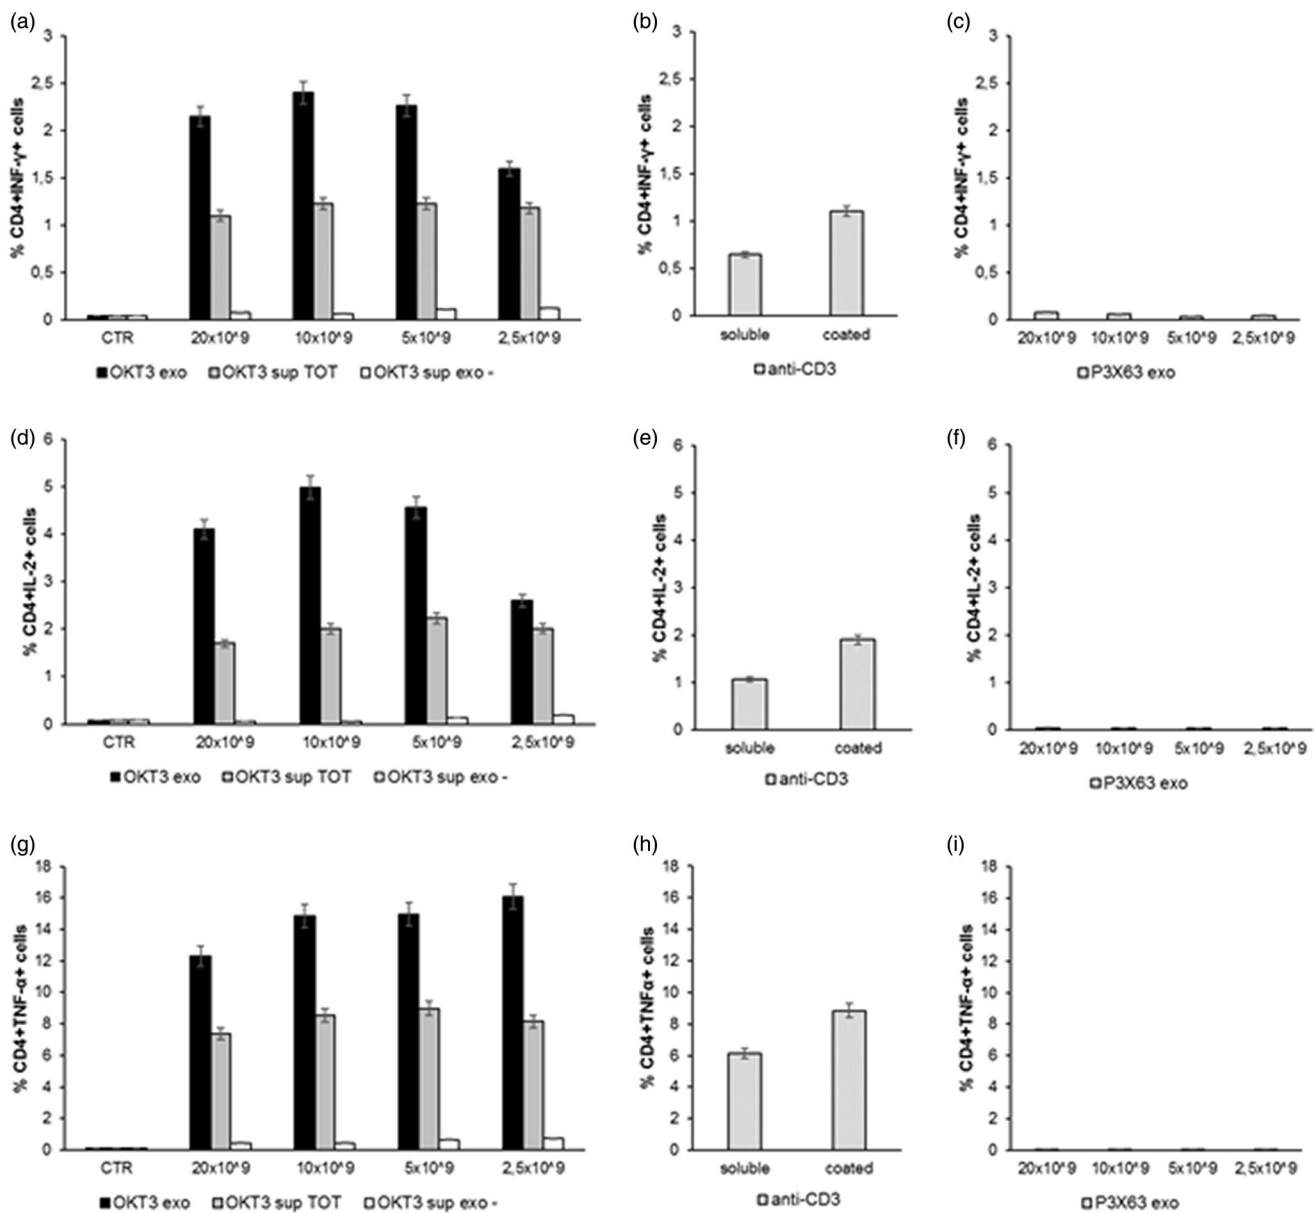 (a)
% CD4+INF-γ+ cells
3
2,5
2
1,5
1
0,5
0
CTR 20x10^9 10x10^9 5x10^9 2,5x10^9
OKT3 exo OKT3 sup TOT OKT3 sup exo -
(b)
% CD4+INF-γ+ cells
3
2,5
2
1,5
1
0,5
0
soluble coated
anti-CD3
(c)
% CD4+INF-γ+ cells
3
2,5
2
1,5
1
0,5
0
20x10^9 10x10^9 5x10^9 2,5x10^9
P3X63 exo
(d)
% CD4+IL-2+ cells
6
5
4
3
2
1
0
CTR 20x10^9 10x10^9 5x10^9 2,5x10^9
OKT3 exo OKT3 sup TOT OKT3 sup exo -
(e)
% CD4+IL-2+ cells
6
5
4
3
2
1
0
soluble coated
anti-CD3
(f)
% CD4+IL-2+ cells
6
5
4
3
2
1
0
20x10^9 10x10^9 5x10^9 2,5x10^9
P3X63 exo
(g)
% CD4+TNF-α+ cells
18
16
14
12
10
8
6
4
2
0
CTR 20x10^9 10x10^9 5x10^9 2,5x10^9
OKT3 exo OKT3 sup TOT OKT3 sup exo -
(h)
% CD4+TNFα+ cells
18
16
14
12
10
8
6
4
2
0
soluble coated
anti-CD3
(i)
% CD4+TNF-α+ cells
18
16
14
12
10
8
6
4
2
0
20x10^9 10x10^9 5x10^9 2,5x10^9
P3X63 exo